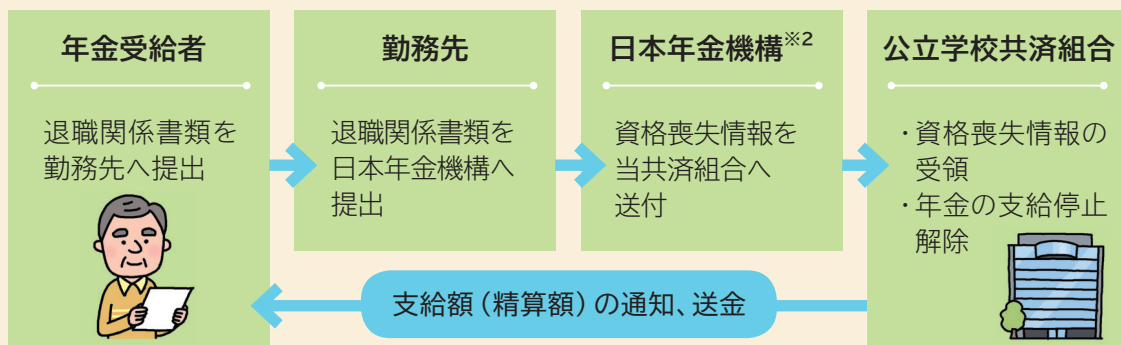 年金受給者
退職関係書類を
勤務先へ提出
勤務先
退職関係書類を
日本年金機構へ
提出
日本年金機構※2
資格喪失情報を
当共済組合へ
送付
公立学校共済組合
・資格喪失情報の
受領
・年金の支給停止
解除
支給額（精算額）の通知、送金